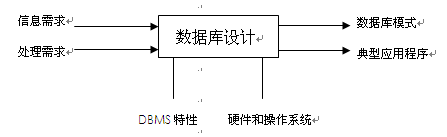 信息需求
处理需求
数据库设计
数据库模式
典型应用程序
DBMS 特性
硬件和操作系统